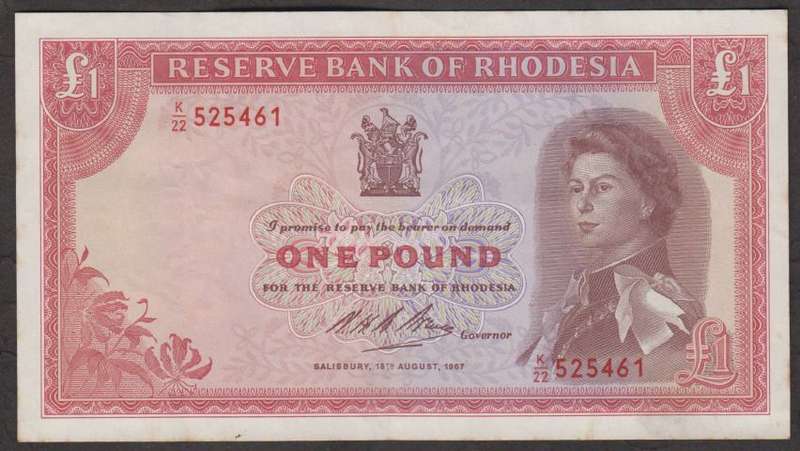 £1 RESERVE BANK OF RHODESIA £1
K/22 525461
I promise to pay the bearer on demand
ONE POUND
FOR THE RESERVE BANK OF RHODESIA
Governor
SALISBURY, 18TH AUGUST, 1967
K/22 525461
£1